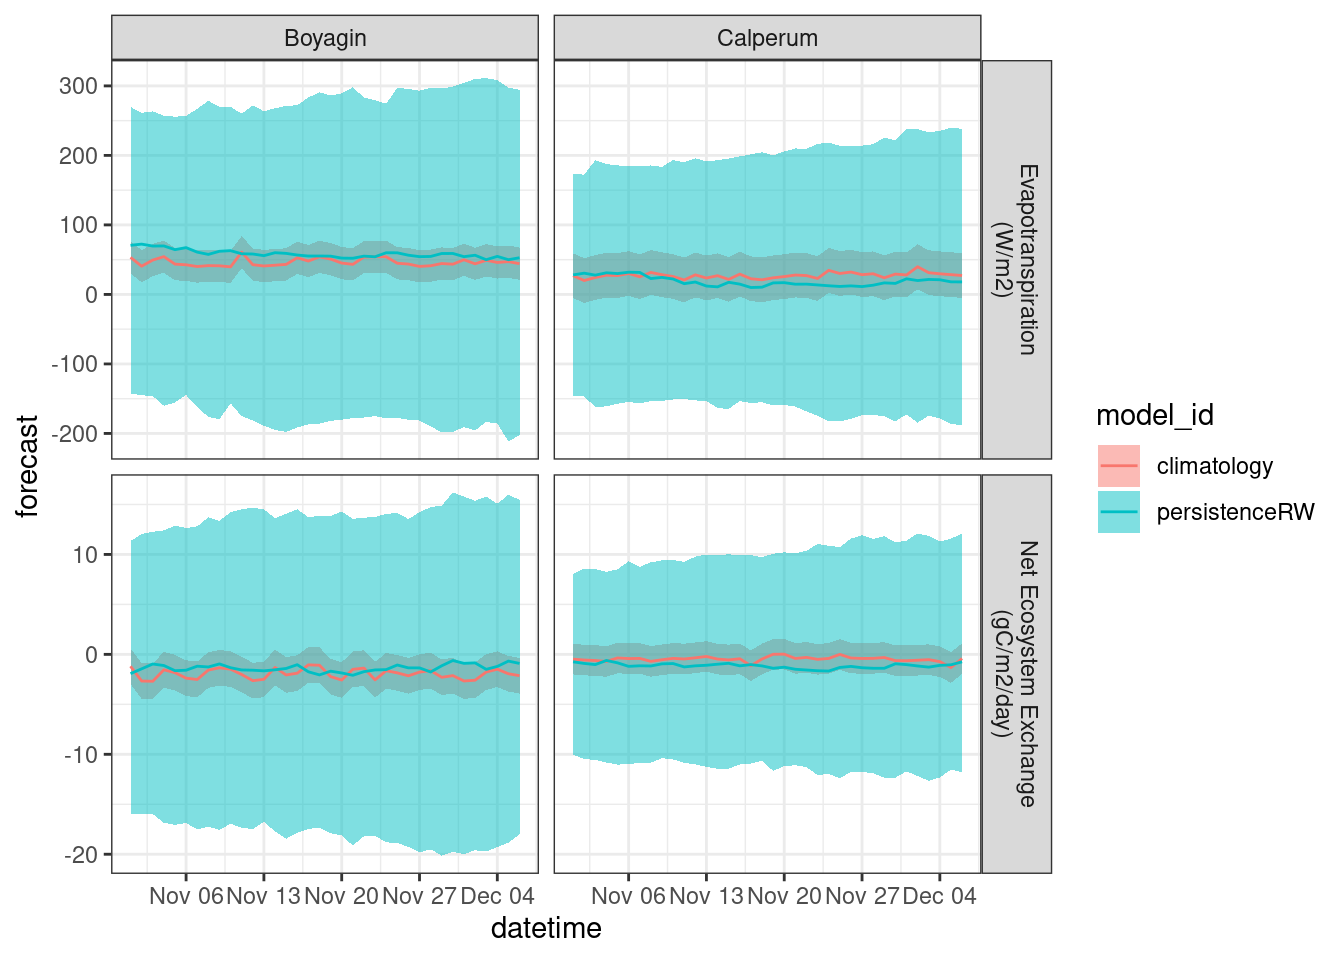 Boyagin
Calperum
300
200
100
0
-100
-200
Evapotranspiration
(W/m2)
10
0
-10
-20
Net Ecosystem Exchange
(gC/m2/day)
forecast
Nov 06 Nov 13 Nov 20 Nov 27 Dec 04
Nov 06 Nov 13 Nov 20 Nov 27 Dec 04
datetime
model_id
climatology
persistenceRW